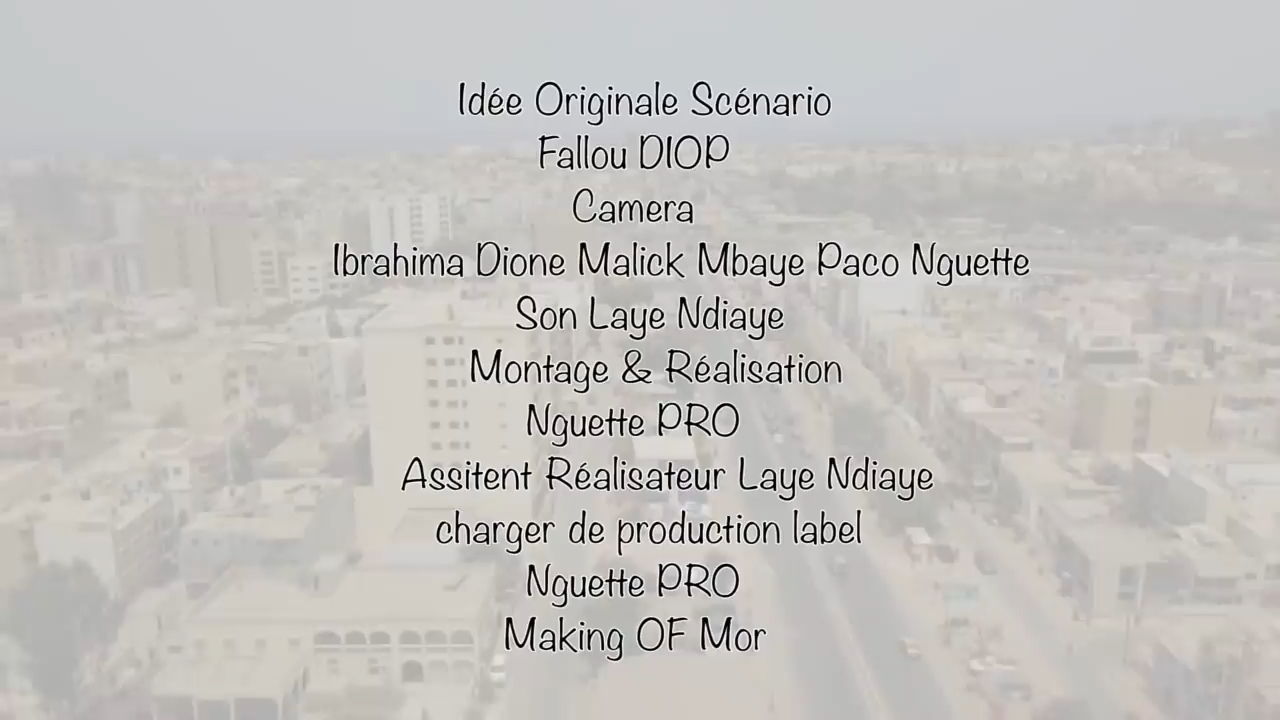 Idée Originale Scénario
Fallou DIOP
Camera
Ibrahima Dione Malick Mbaye Paco Nguette
Son Laye Ndiaye
Montage & Réalisation
Nguette PRO
Assitent Réalisateur Laye Ndiaye
charger de production label
Nguette PRO
Making OF Mor